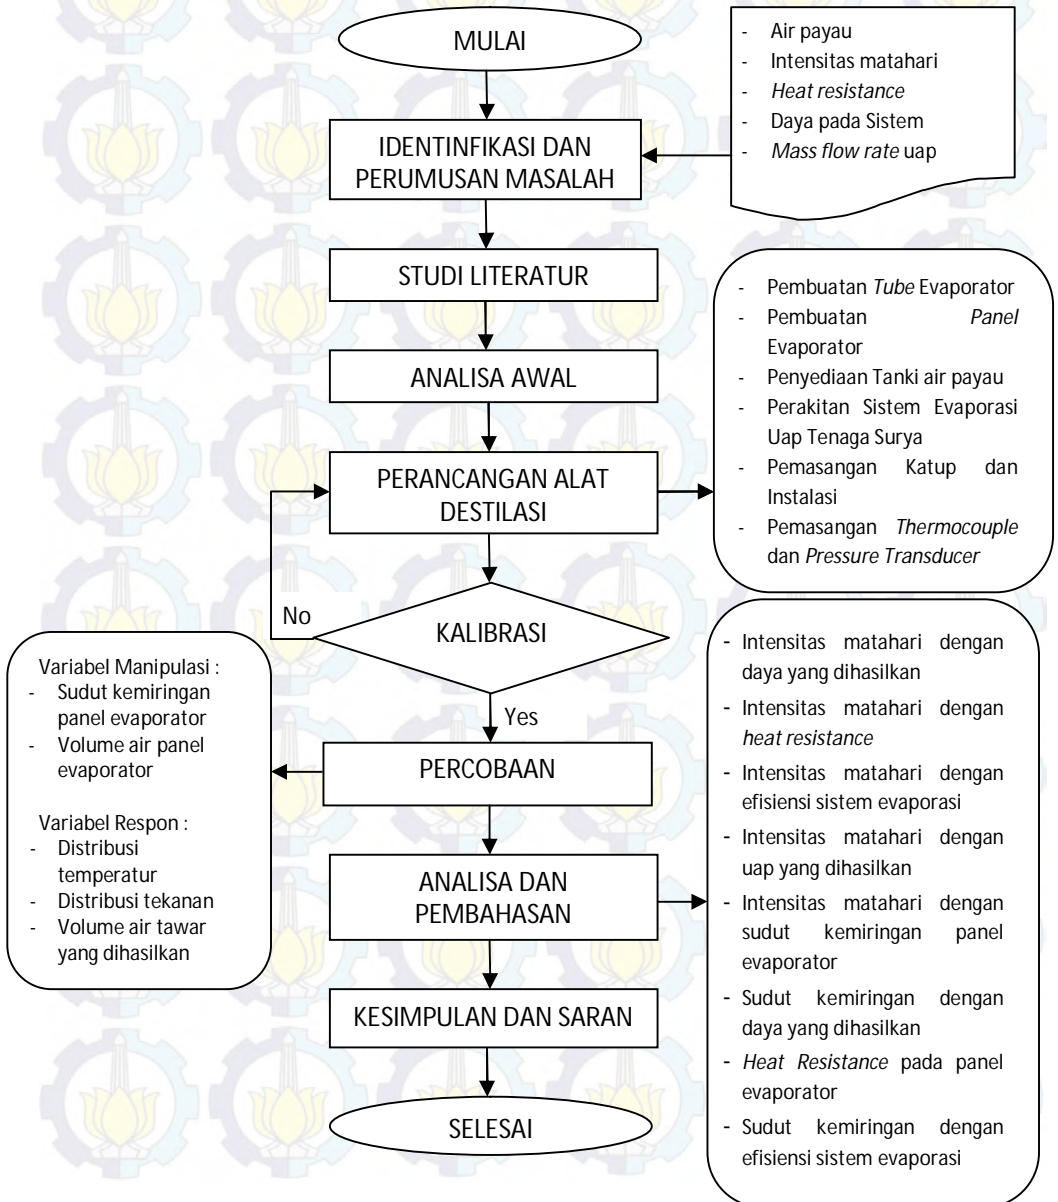 MULAI
- Air payau
- Intensitas matahari
- Heat resistance
- Daya pada Sistem
- Mass flow rate uap
IDENTINFIKASI DAN
PERUMUSAN MASALAH
STUDI LITERATUR
ANALISA AWAL
PERANCANGAN ALAT
DESTILASI
- Pembuatan Tube Evaporator
- Pembuatan Panel
Evaporator
- Penyediaan Tanki air payau
- Perakitan Sistem Evaporasi
Uap Tenaga Surya
- Pemasangan Katup dan
Instalasi
- Pemasangan Thermocouple
dan Pressure Transducer
No
KALIBRASI
Yes
PERCOBAAN
Variabel Manipulasi :
- Sudut kemiringan
panel evaporator
- Volume air panel
evaporator
Variabel Respon :
- Distribusi
temperatur
- Distribusi tekanan
- Volume air tawar
yang dihasilkan
ANALISA DAN
PEMBAHASAN
- Intensitas matahari dengan
daya yang dihasilkan
- Intensitas matahari dengan
heat resistance
- Intensitas matahari dengan
efisiensi sistem evaporasi
- Intensitas matahari dengan
uap yang dihasilkan
- Intensitas matahari dengan
sudut kemiringan panel
evaporator
- Sudut kemiringan dengan
daya yang dihasilkan
- Heat Resistance pada panel
evaporator
- Sudut kemiringan dengan
efisiensi sistem evaporasi
KESIMPULAN DAN SARAN
SELESAI